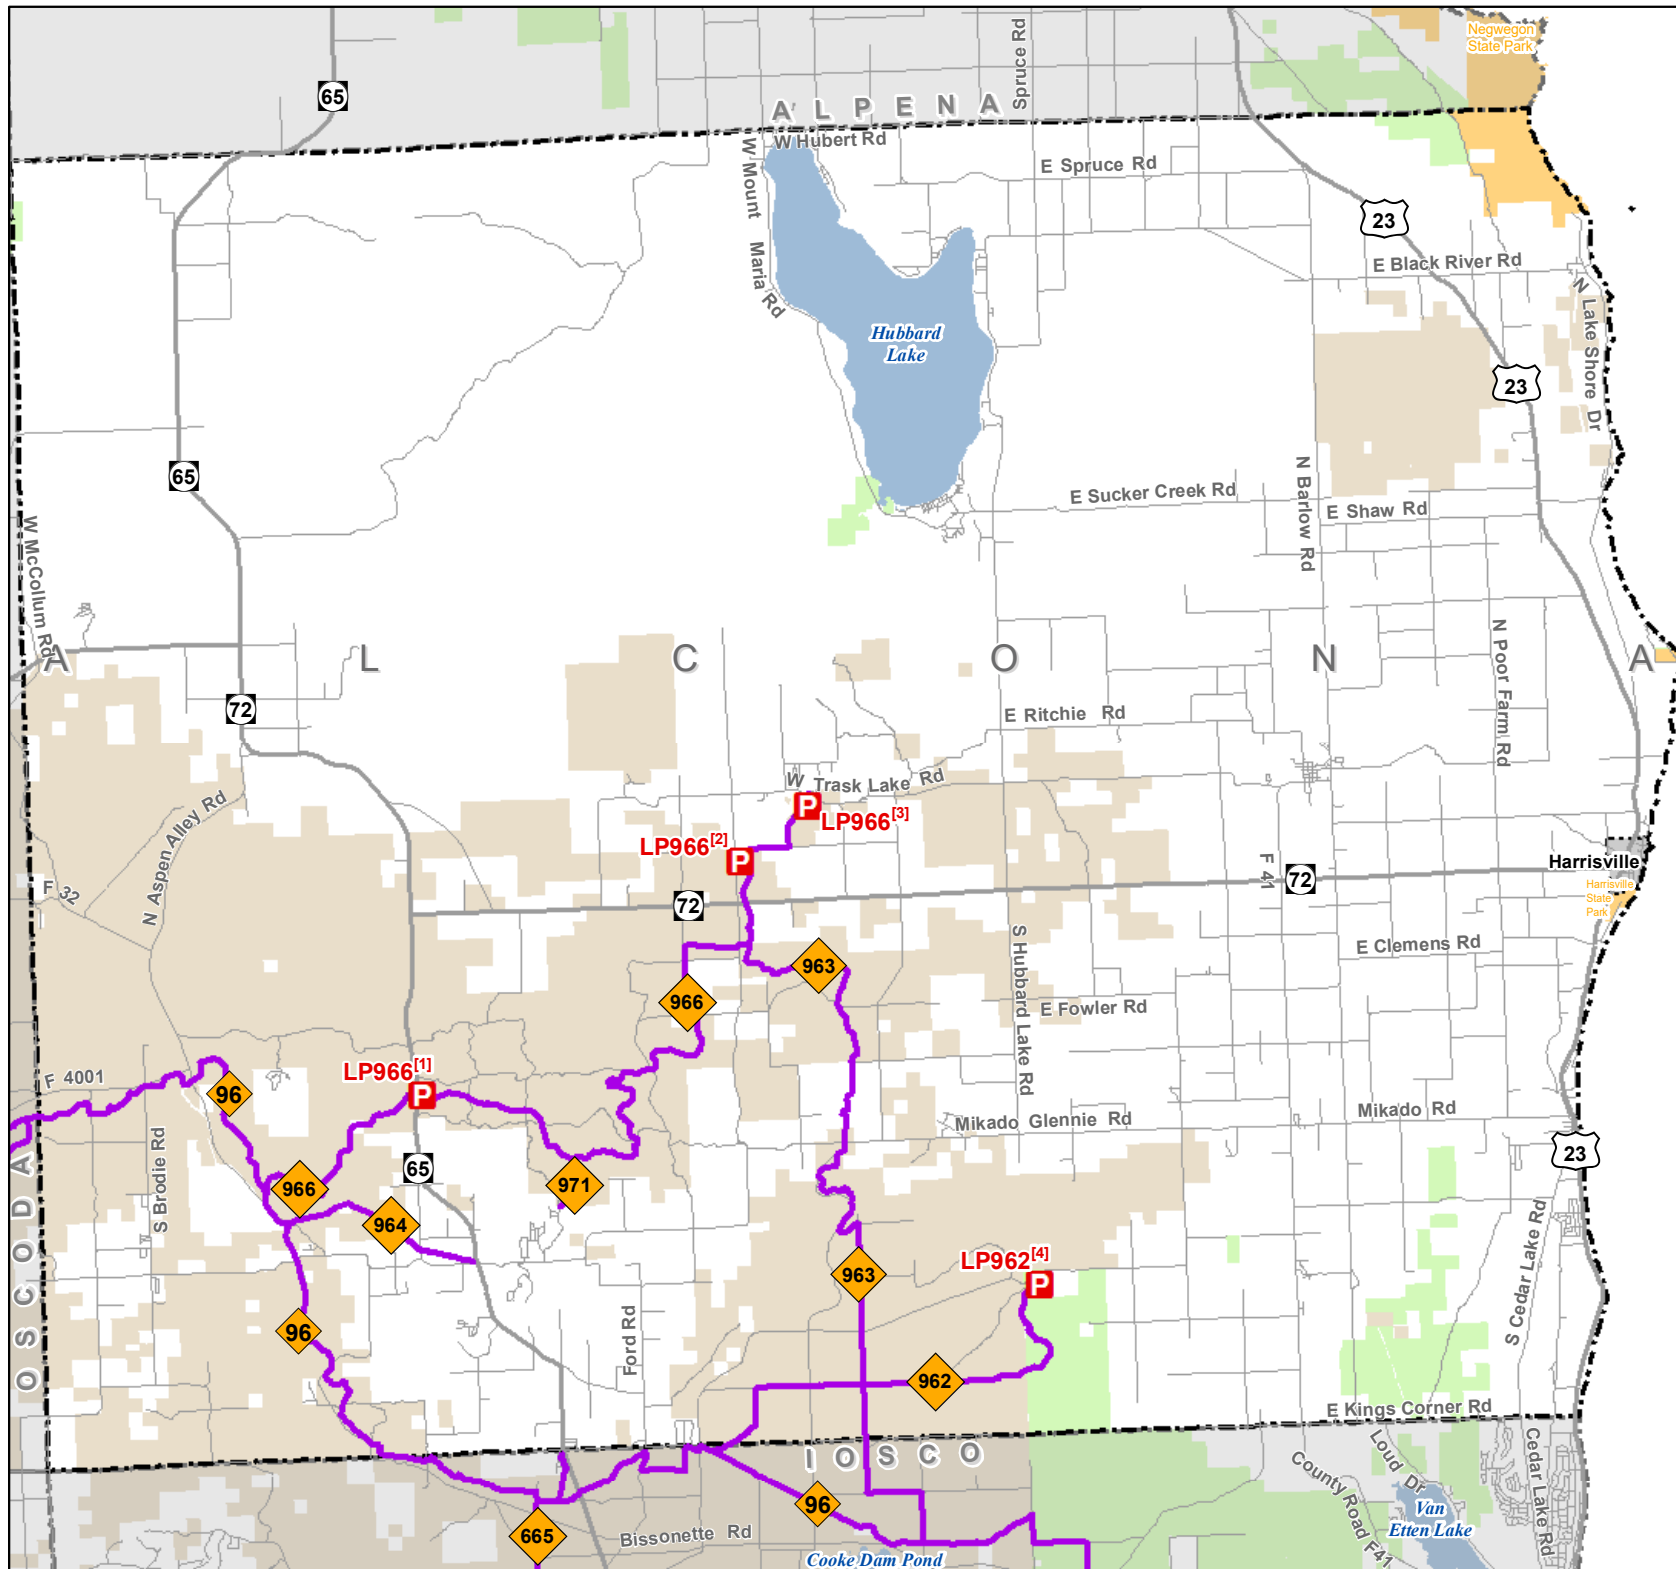 Negwegon
State Park
Spruce Rd
65
A L P E N A
W Hubert Rd
E Spruce Rd
W Mount Maria Rd
23
E Black River Rd
N Lake Shore Dr
Hubbard
Lake
23
65
E Sucker Creek Rd
N Barlow Rd
E Shaw Rd
W McCollum Rd
A L C O N A
N Poor Farm Rd
72
E Ritchie Rd
W Trask Lake Rd
N Aspen Alley Rd
LP966[3]
LP966[2]
F 32
F 41
72
72
Harrisville
Harrisville
State
Park
S Hubbard Lake Rd
E Clemens Rd
963
966
E Fowler Rd
LP966[1]
F 4001
96
Mikado Glennie Rd
Mikado Rd
O S C O D A
S Brodie Rd
65
966
971
23
964
S Cedar Lake Rd
LP962[4]
963
96
Ford Rd
962
E Kings Corner Rd
I O S C O
Loud Dr
Cedar Lake Rd
County Road F41
96
Van
Etten Lake
665
Bissonette Rd
Cooke Dam Pond